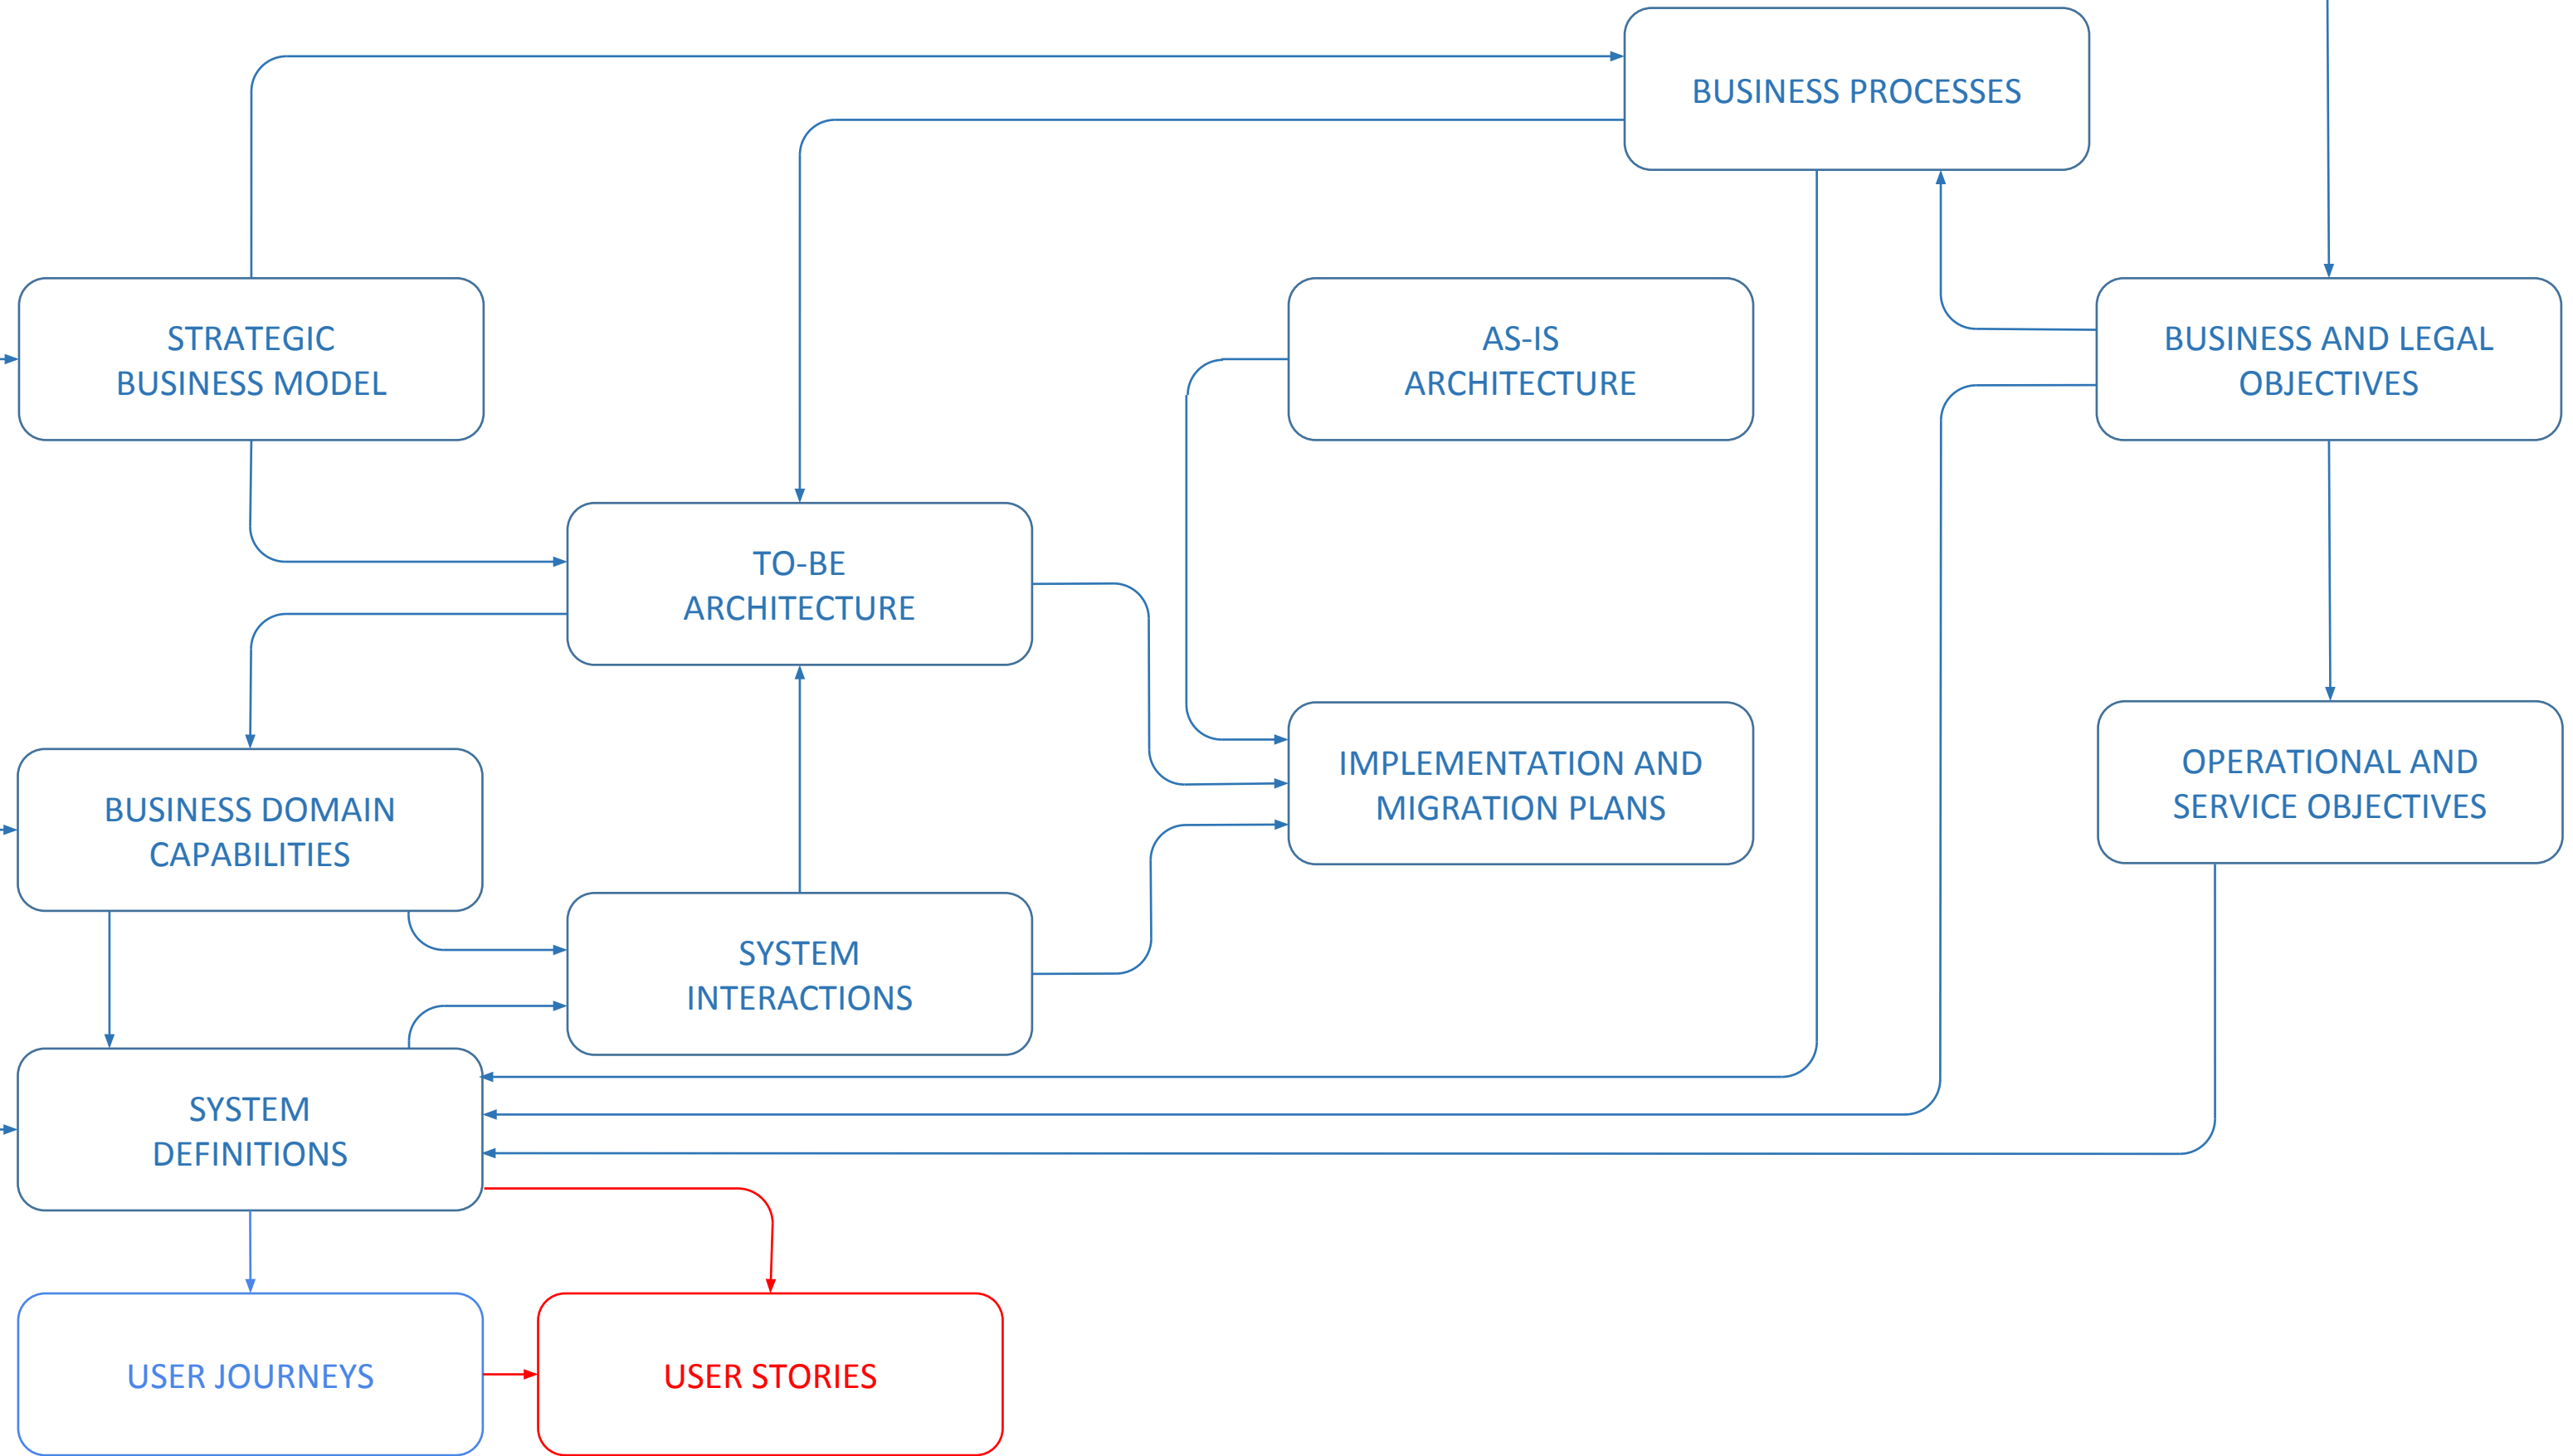 BUSINESS PROCESSES
STRATEGIC
BUSINESS MODEL
AS-IS
ARCHITECTURE
BUSINESS AND LEGAL
OBJECTIVES
TO-BE
ARCHITECTURE
BUSINESS DOMAIN
CAPABILITIES
IMPLEMENTATION AND
MIGRATION PLANS
OPERATIONAL AND
SERVICE OBJECTIVES
SYSTEM
INTERACTIONS
SYSTEM
DEFINITIONS
USER JOURNEYS
USER STORIES